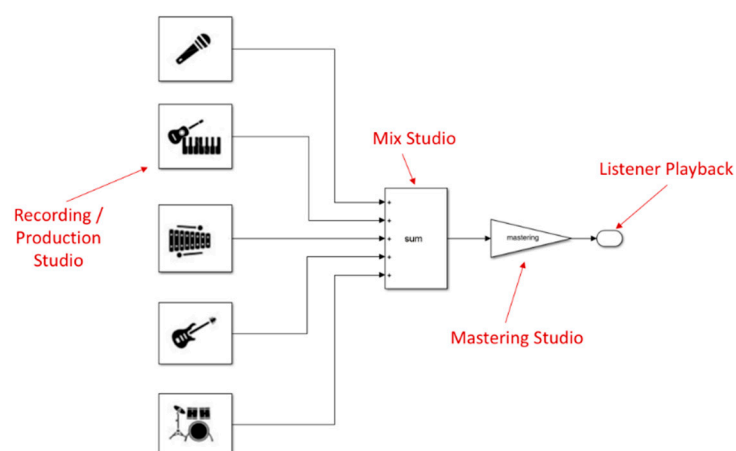 Mix Studio
Listener Playback
Recording /
Production
Studio
+
+
+
+
+
sum
mastering
Mastering Studio